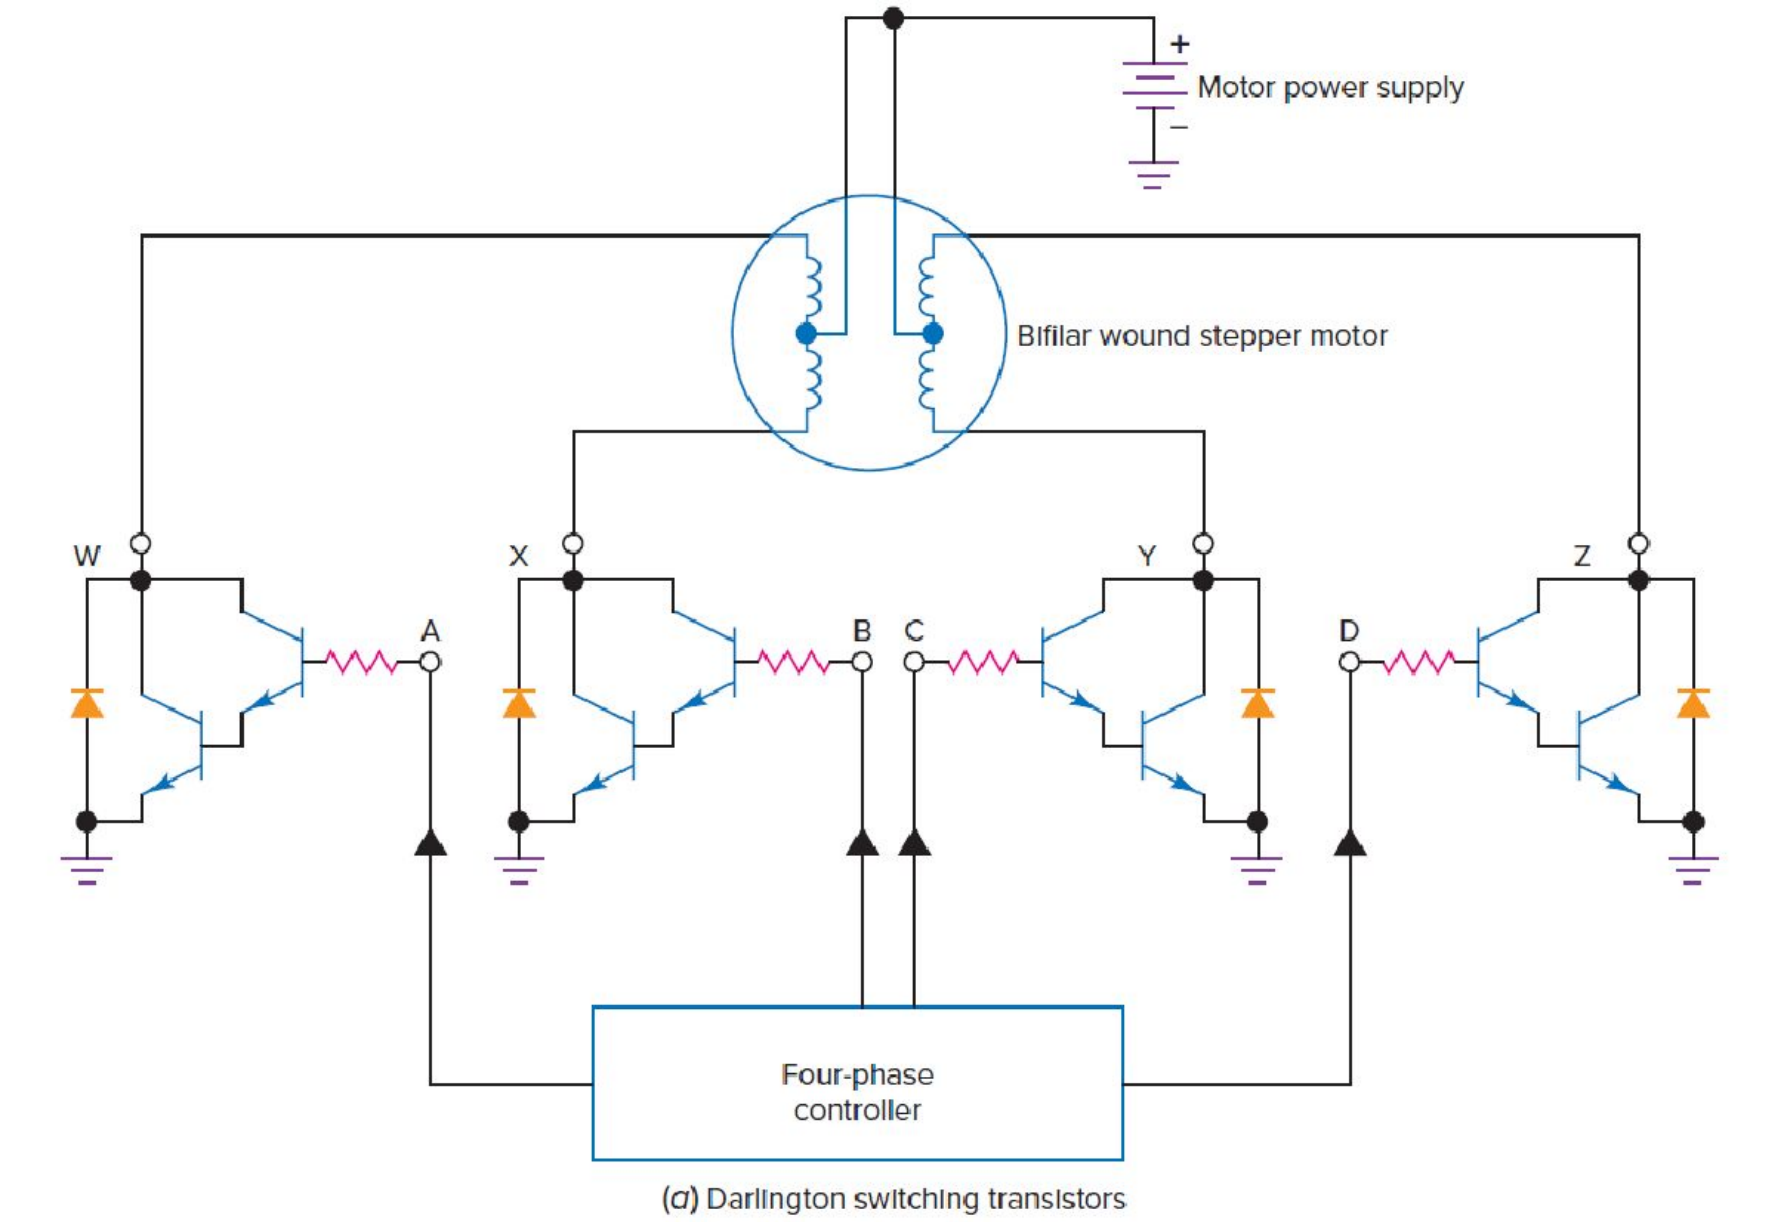 +
Motor power supply
–
Bifilar wound stepper motor
W
X
Y
Z
A
B
C
D
Four-phase
controller
(a) Darlington switching transistors